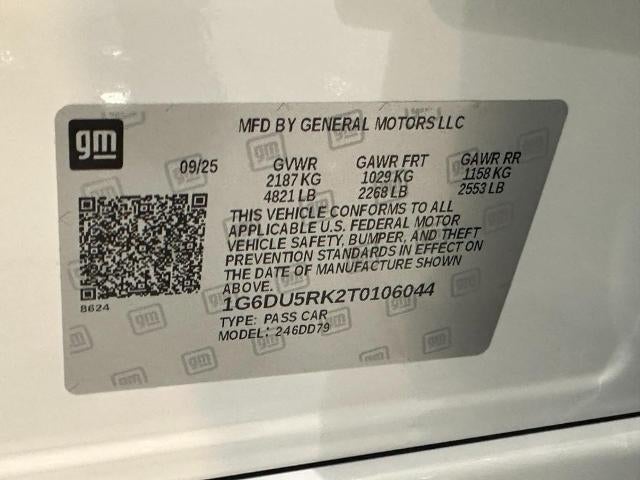 gm
MFD BY GENERAL MOTORS LLC
09/25 GVWR GAWR FRT GAWR RR
2187 KG 1029 KG 1158 KG
4821 LB 2268 LB 2553 LB
THIS VEHICLE CONFORMS TO ALL
APPLICABLE U.S. FEDERAL MOTOR
VEHICLE SAFETY, BUMPER, AND THEFT
PREVENTION STANDARDS IN EFFECT ON
THE DATE OF MANUFACTURE SHOWN
ABOVE.
8624
1G6DU5RK2T0106044
TYPE: PASS CAR
MODEL: 246DD79